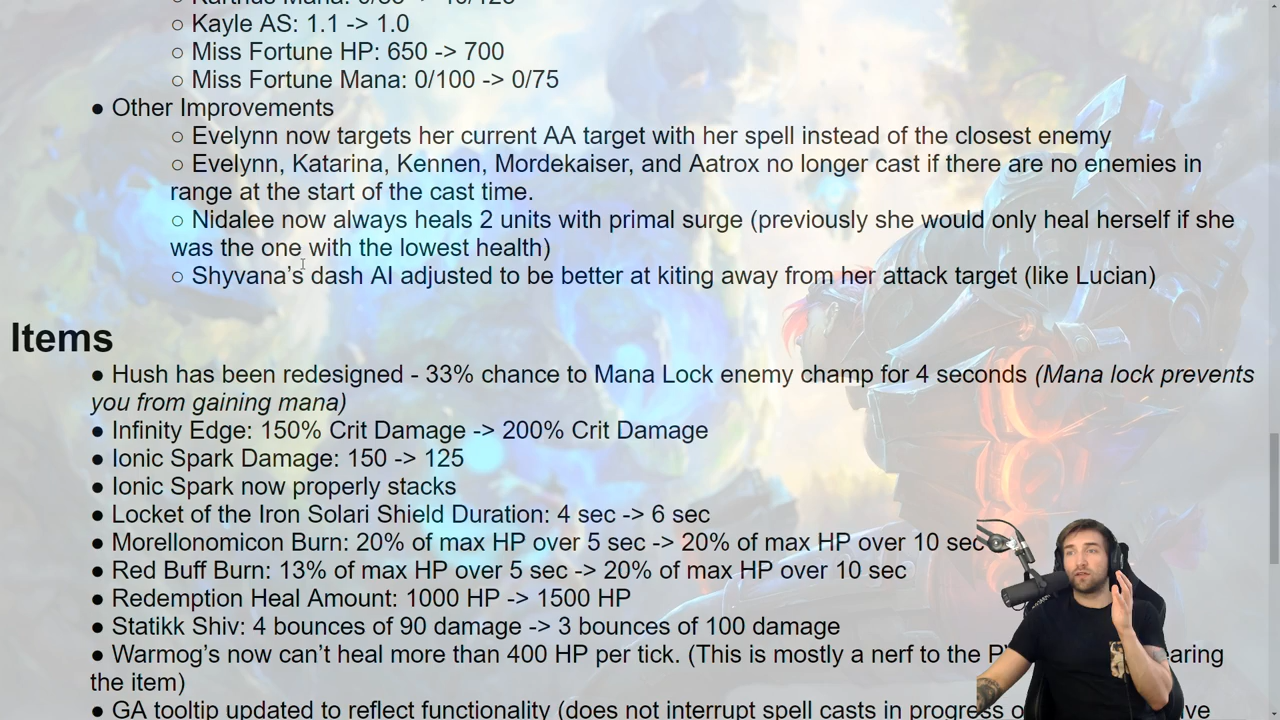 ○ Kayle AS: 1.1 -> 1.0
○ Miss Fortune HP: 650 -> 700
○ Miss Fortune Mana: 0/100 -> 0/75
● Other Improvements
○ Evelynn now targets her current AA target with her spell instead of the closest enemy
○ Evelynn, Katarina, Kennen, Mordekaiser, and Aatrox no longer cast if there are no enemies in
range at the start of the cast time.
○ Nidalee now always heals 2 units with primal surge (previously she would only heal herself if she
was the one with the lowest health)
○ Shyvana’s dash AI adjusted to be better at kiting away from her attack target (like Lucian)
Items
● Hush has been redesigned - 33% chance to Mana Lock enemy champ for 4 seconds (Mana lock prevents
you from gaining mana)
● Infinity Edge: 150% Crit Damage -> 200% Crit Damage
● Ionic Spark Damage: 150 -> 125
● Ionic Spark now properly stacks
● Locket of the Iron Solari Shield Duration: 4 sec -> 6 sec
● Morellonomicon Burn: 20% of max HP over 5 sec -> 20% of max HP over 10 sec
● Red Buff Burn: 13% of max HP over 5 sec -> 20% of max HP over 10 sec
● Redemption Heal Amount: 1000 HP -> 1500 HP
● Statikk Shiv: 4 bounces of 90 damage -> 3 bounces of 100 damage
● Warmog’s now can’t heal more than 400 HP per tick. (This is mostly a nerf to the
the item)
● GA tooltip updated to reflect functionality (does not interrupt spell casts in progress